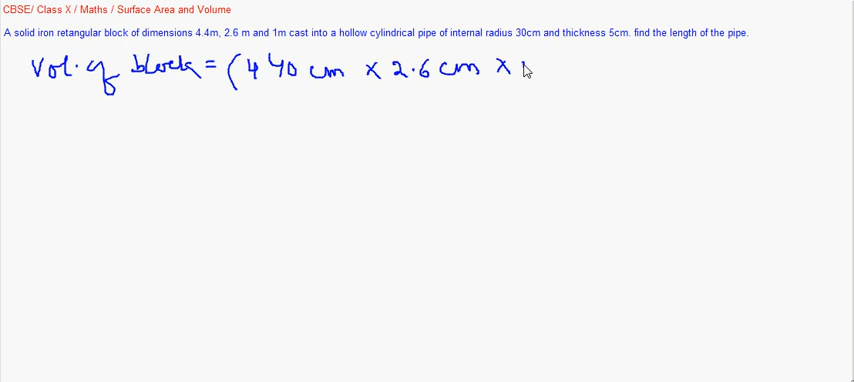 CBSE/ Class X / Maths / Surface Area and Volume
A solid iron retangular block of dimensions 4.4m, 2.6 m and 1m cast into a hollow cylindrical pipe of internal radius 30cm and thickness 5cm. find the length of the pipe.
Vol. of block = (440 cm × 2.6 cm ×